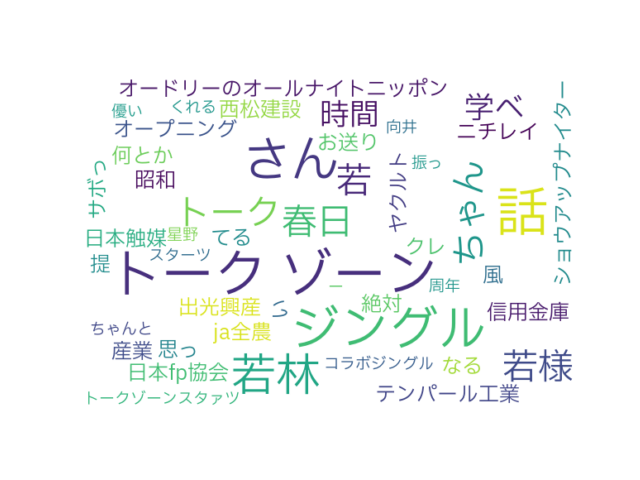 オードリーのオールナイトニッポン
優い
くれる
西松建設
時間
学べ
オープニング
お送り
向井
ニチレイ
ショウアップナイター
何とか
さん
振っ
昭和
若
ヤクルト
ちゃん
サボっ
トーク
春日
話
日本触媒
星野
てる
クレ
提
スターツ
トークゾーン
風
周年
ー
出光興産
い
絶対
信用金庫
ja全農
ジングル
ちゃんと
産業
思っ
若林
コラボジングル
なる
若様
日本fp協会
トークゾーンスタァツ
テンパール工業